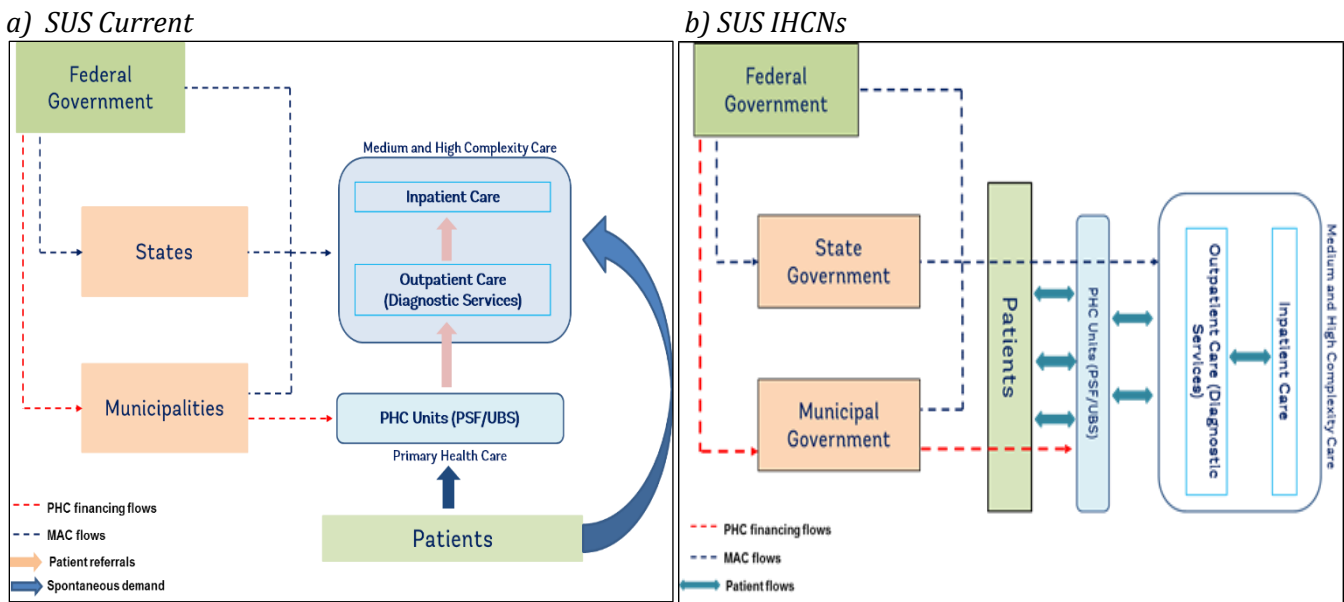 a) SUS Current
Federal
Government
Medium and High Complexity Care
Inpatient Care
States
Outpatient Care
(Diagnostic Services)
Municipalities
PHC Units (PSF/UBS)
Primary Health Care
Patients
PHC financing flows
MAC flows
Patient referrals
Spontaneous demand
b) SUS IHCNs
Federal
Government
State
Government
Municipal
Government
Patients
PHC Units (PSF/UBS)
Outpatient Care (Diagnostic
Services)
Inpatient Care
Medium and High Complexity Care
PHC financing flows
MAC flows
Patient flows